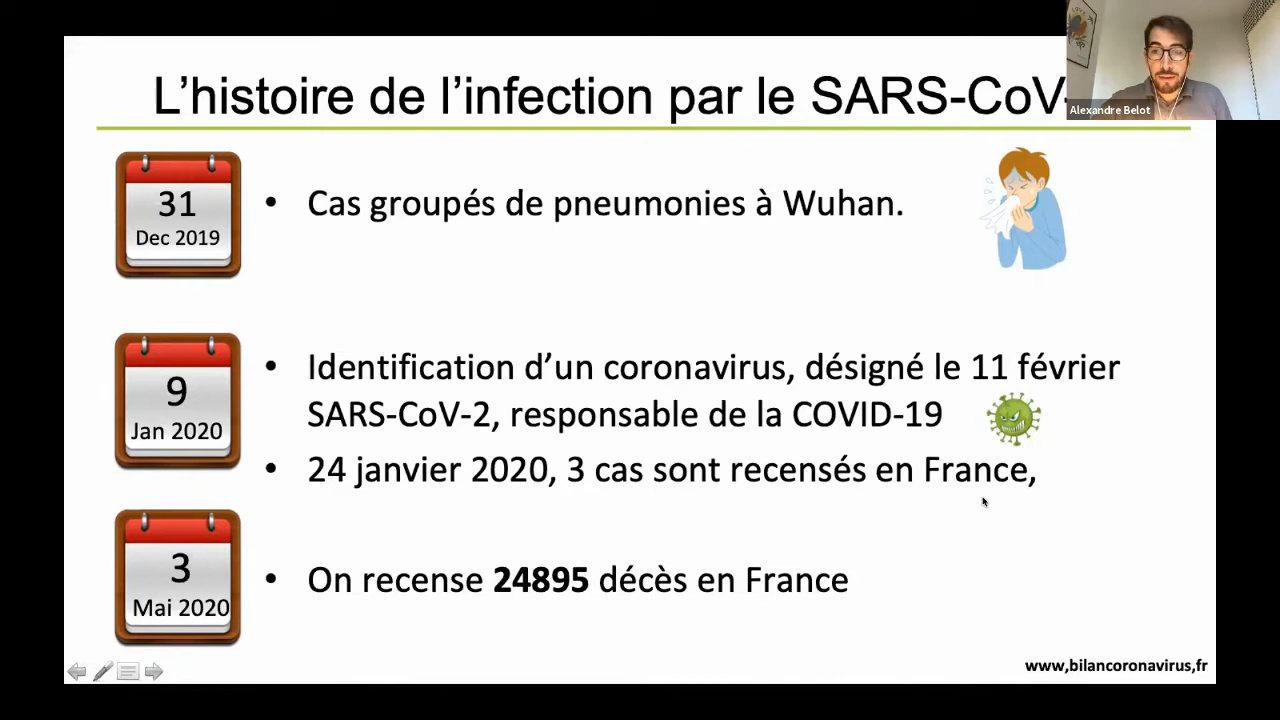 L’histoire de l’infection par le SARS-CoV-
Alexandre Belot
31
Dec 2019
• Cas groupés de pneumonies à Wuhan.
9
Jan 2020
• Identification d’un coronavirus, désigné le 11 février
SARS-CoV-2, responsable de la COVID-19
• 24 janvier 2020, 3 cas sont recensés en France,
3
Mai 2020
• On recense 24895 décès en France
www,bilancoronavirus,fr